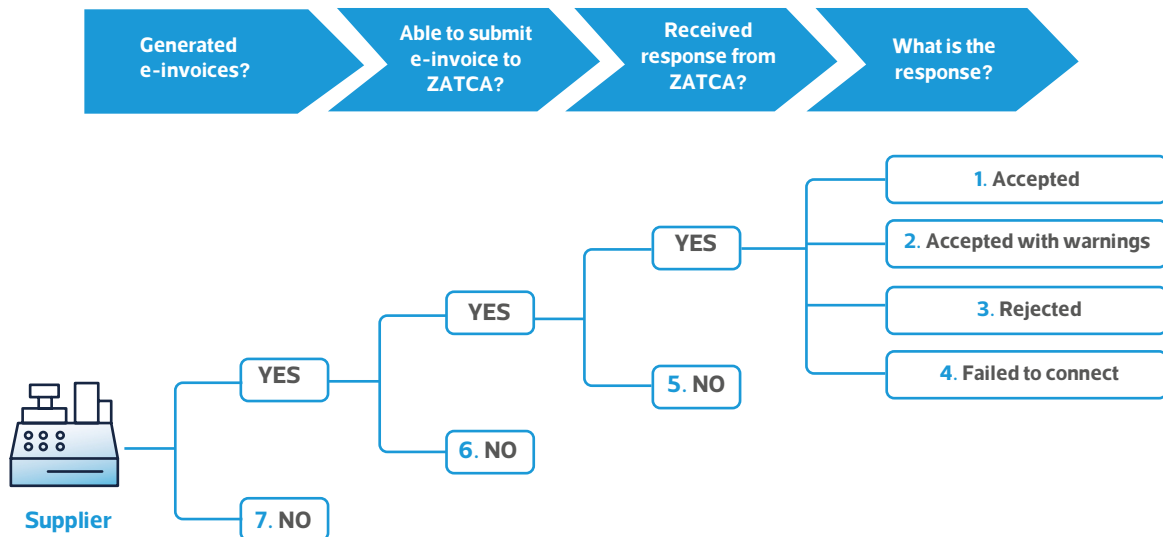 Generated
e-invoices?
Able to submit
e-invoice to
ZATCA?
Received
response from
ZATCA?
What is the
response?
1. Accepted
2. Accepted with warnings
YES
3. Rejected
YES
4. Failed to connect
YES
5. NO
6. NO
7. NO
Supplier